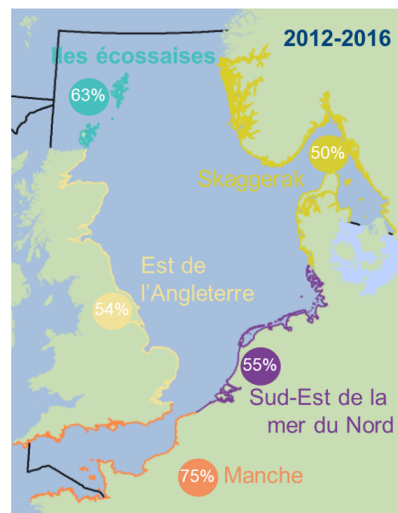 2012-2016
Iles écossaises
63%
50%
Skaggerak
Est de
l'Angleterre
54%
55%
Sud-Est de la
mer du Nord
75% Manche